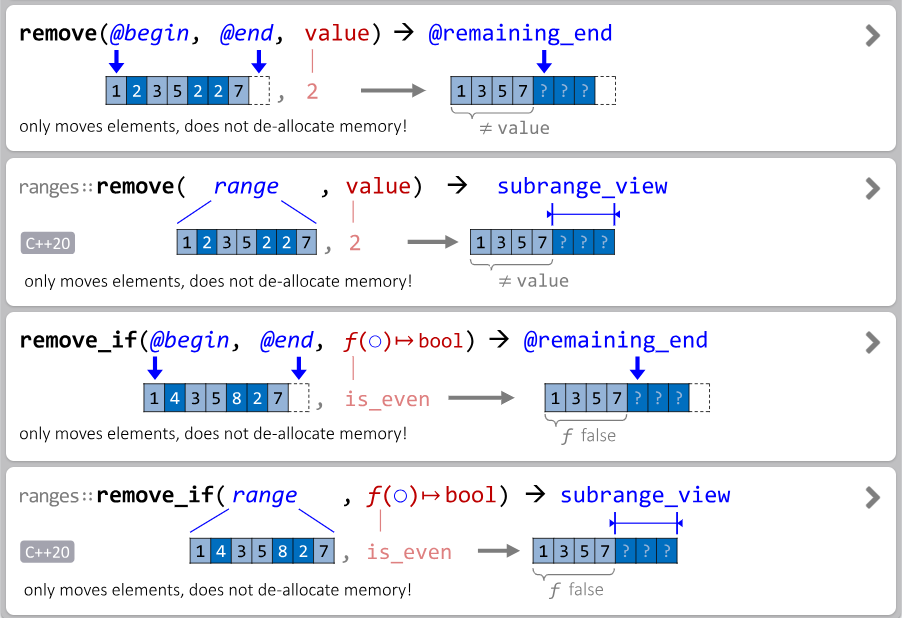 remove(@begin, @end, value) → @remaining_end
1 2 3 5 2 2 7 , 2 1 3 5 7 ? ? ?
only moves elements, does not de-allocate memory!
≠ value
ranges::remove( range , value) → subrange_view
C++20
1 2 3 5 2 2 7 , 2 1 3 5 7 ? ? ?
only moves elements, does not de-allocate memory!
≠ value
remove_if(@begin, @end, f(○)↦bool) → @remaining_end
1 4 3 5 8 2 7 , is_even 1 3 5 7 ? ? ?
only moves elements, does not de-allocate memory!
f false
ranges::remove_if( range , f(○)↦bool) → subrange_view
C++20
1 4 3 5 8 2 7 , is_even 1 3 5 7 ? ? ?
only moves elements, does not de-allocate memory!
f false